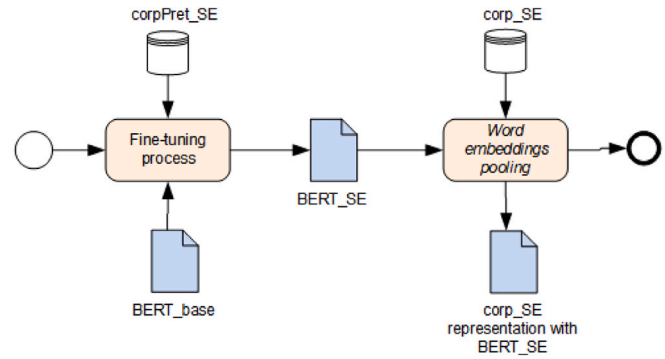 corpPret_SE
corp_SE
Fine-tuning
process
Word
embeddings
pooling
BERT_SE
BERT_base
corp_SE
representation with
BERT_SE